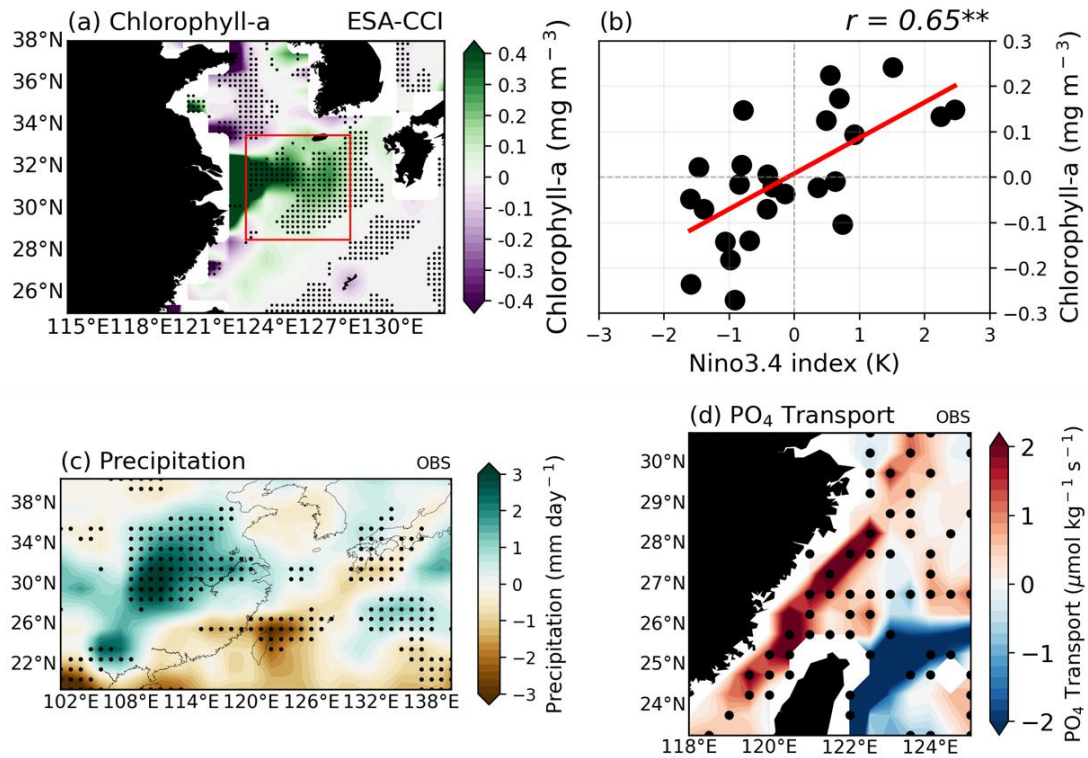 (a) Chlorophyll-a ESA-CCI
38°N
36°N
34°N
32°N
30°N
28°N
26°N
115°E118°E121°E124°E127°E130°E
0.4
0.3
0.2
0.1
0
-0.1
-0.2
-0.3
-0.4
Chlorophyll-a (mg m⁻³)
(b) r = 0.65**
0.3
0.2
0.1
0.0
−0.1
−0.2
−0.3
Chlorophyll-a (mg m⁻³)
−3 −2 −1 0 1 2 3
Nino3.4 index (K)
(c) Precipitation OBS
38°N
34°N
30°N
26°N
22°N
102°E 108°E 114°E 120°E 126°E 132°E 138°E
3
2
1
0
−1
−2
−3
Precipitation (mm day⁻¹)
(d) PO₄ Transport OBS
30°N
29°N
28°N
27°N
26°N
25°N
24°N
118°E 120°E 122°E 124°E
2
1
0
−1
−2
PO₄ Transport (μmol kg⁻¹ s⁻¹)